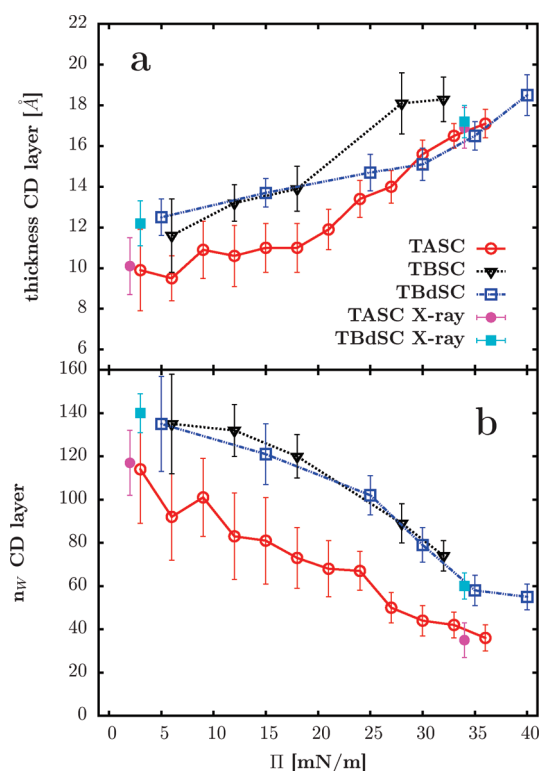 a
22
20
18
16
14
12
10
8
6
thickness CD layer [Å]
TASC
TBSC
TBdSC
TASC X-ray
TBdSC X-ray
b
160
140
120
100
80
60
40
20
0
n_W CD layer
0 5 10 15 20 25 30 35 40
Π [mN/m]